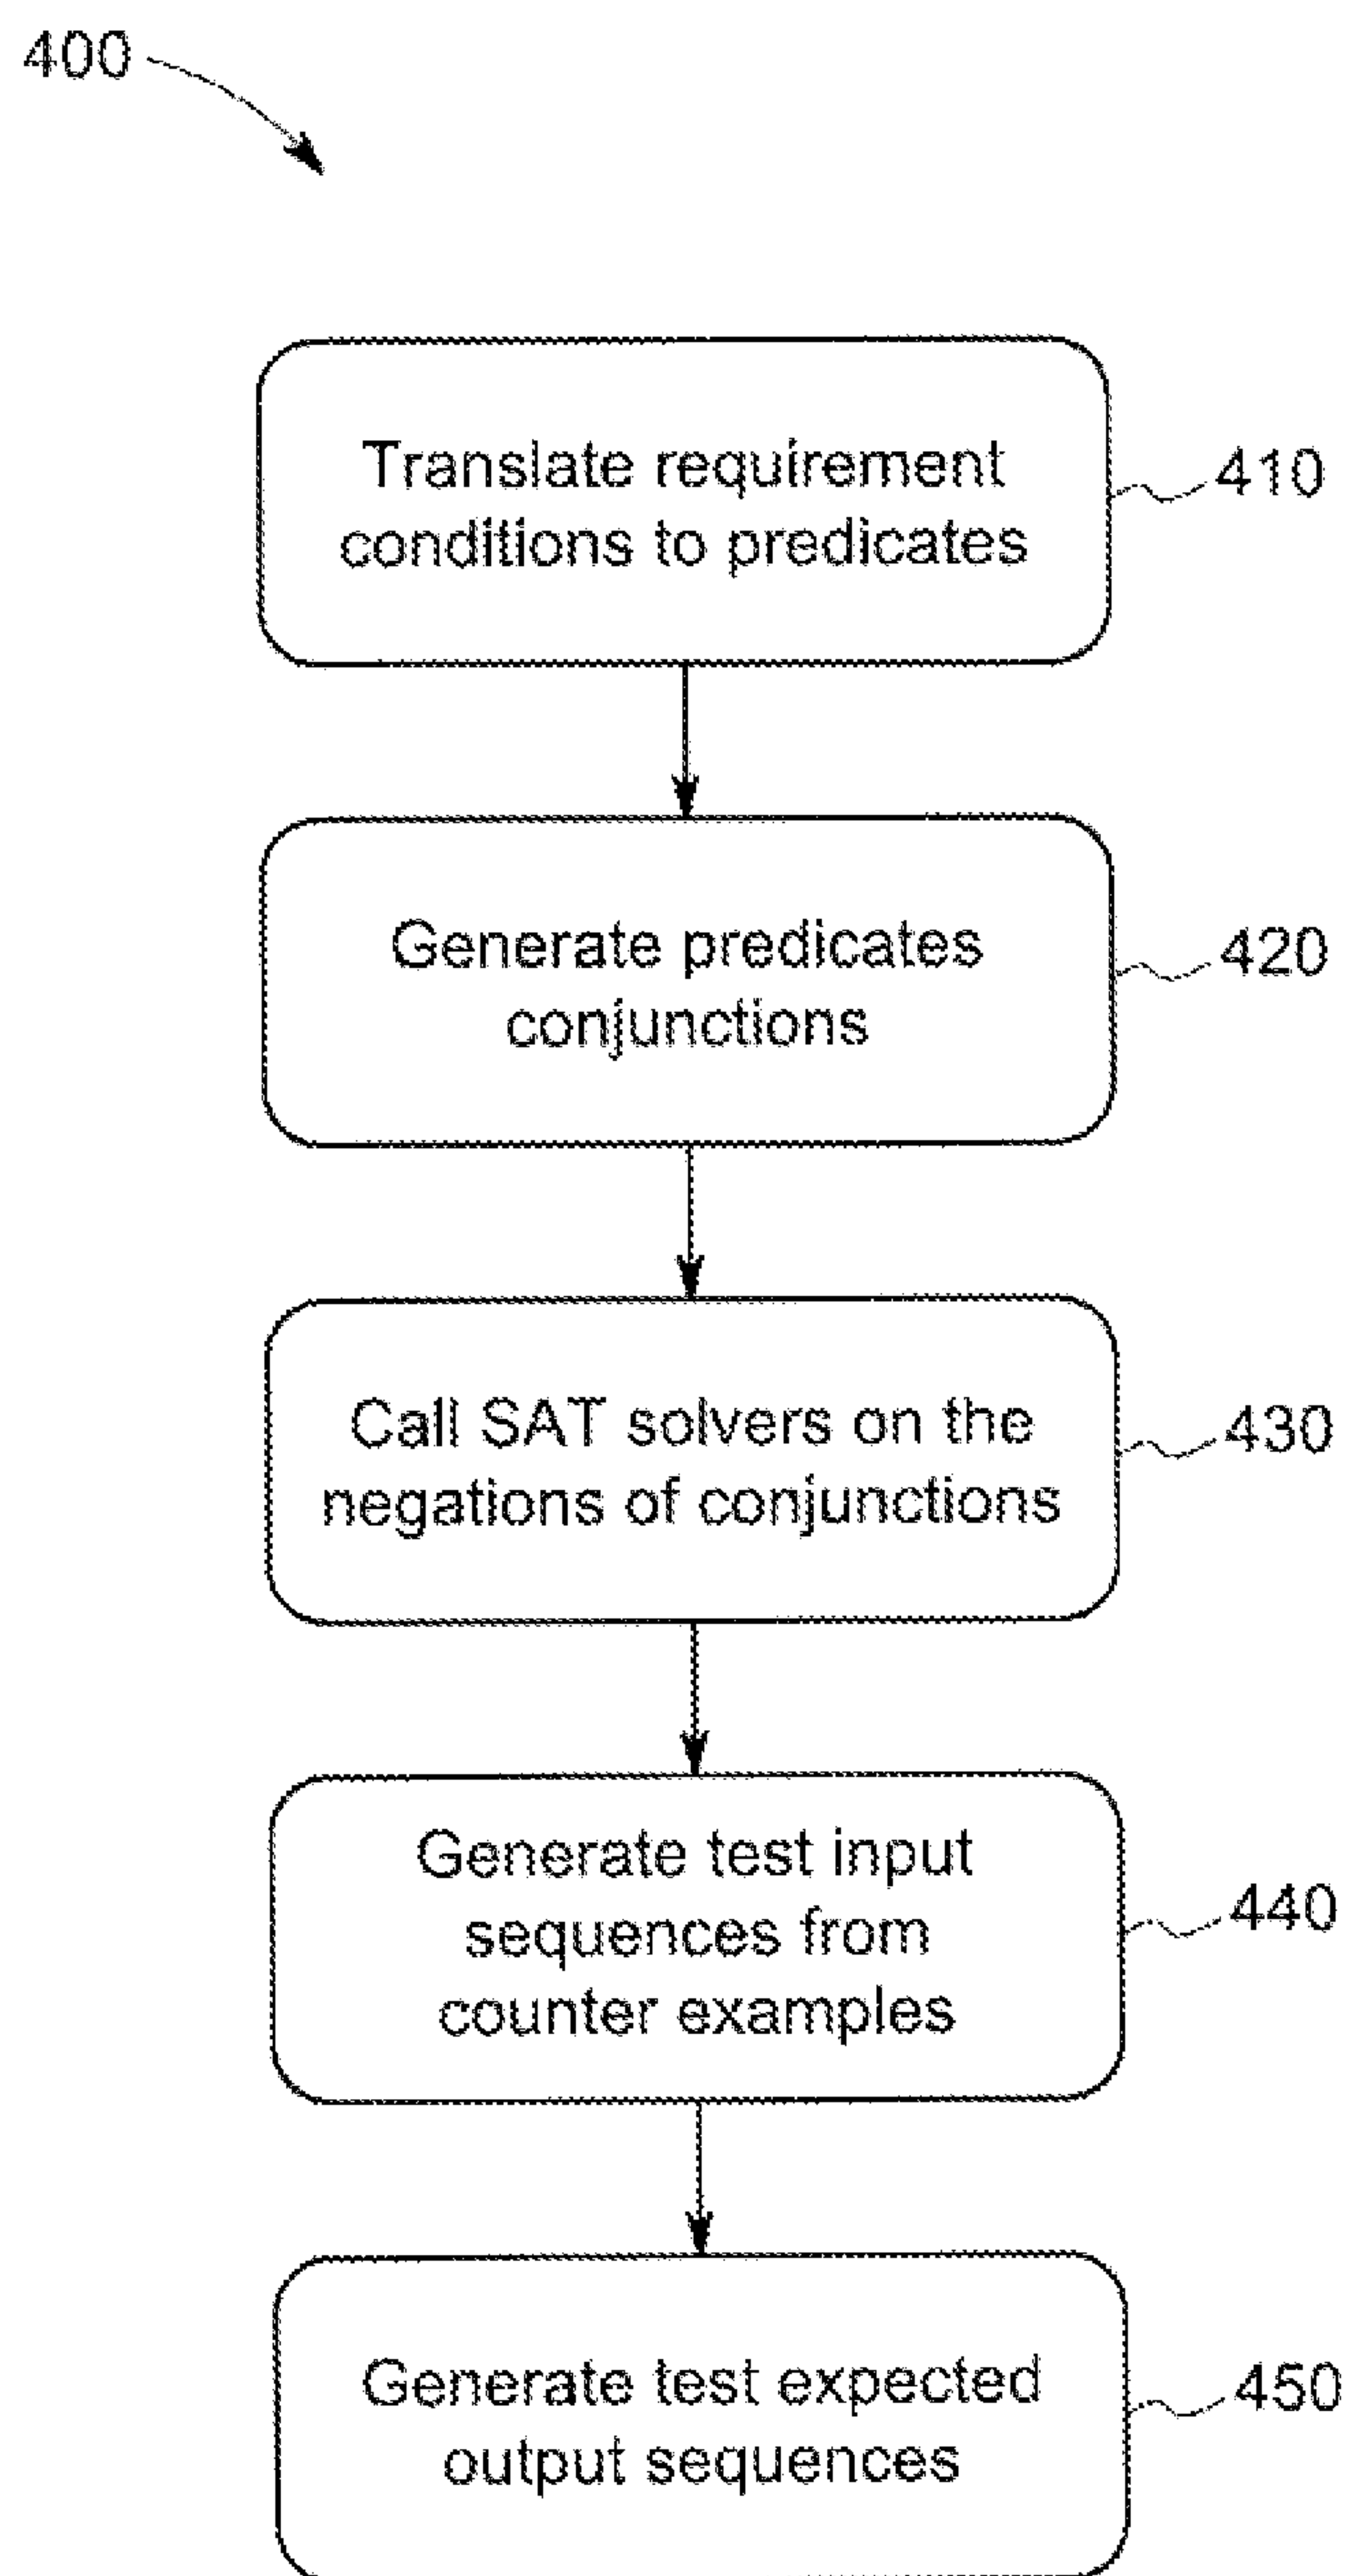 400
Translate requirement
conditions to predicates
410
Generate predicates
conjunctions
420
Call SAT solvers on the
negations of conjunctions
430
Generate test input
sequences from
counter examples
440
Generate test expected
output sequences
450